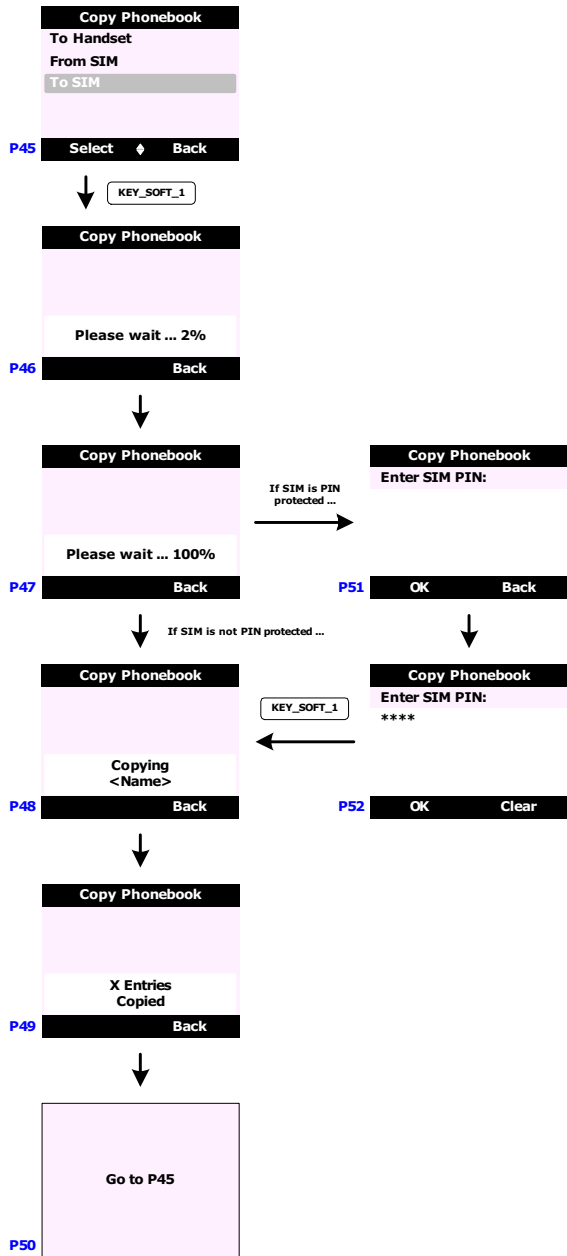 Copy Phonebook
To Handset
From SIM
To SIM
P45 Select Back
KEY_SOFT_1
Copy Phonebook
Please wait ... 2%
P46 Back
Copy Phonebook
Please wait ... 100%
P47 Back
If SIM is PIN
protected ...
Copy Phonebook
Enter SIM PIN:
P51 OK Back
If SIM is not PIN protected ...
Copy Phonebook
Copying
<Name>
P48 Back
KEY_SOFT_1
Copy Phonebook
Enter SIM PIN:
****
P52 OK Clear
Copy Phonebook
X Entries
Copied
P49 Back
Go to P45
P50